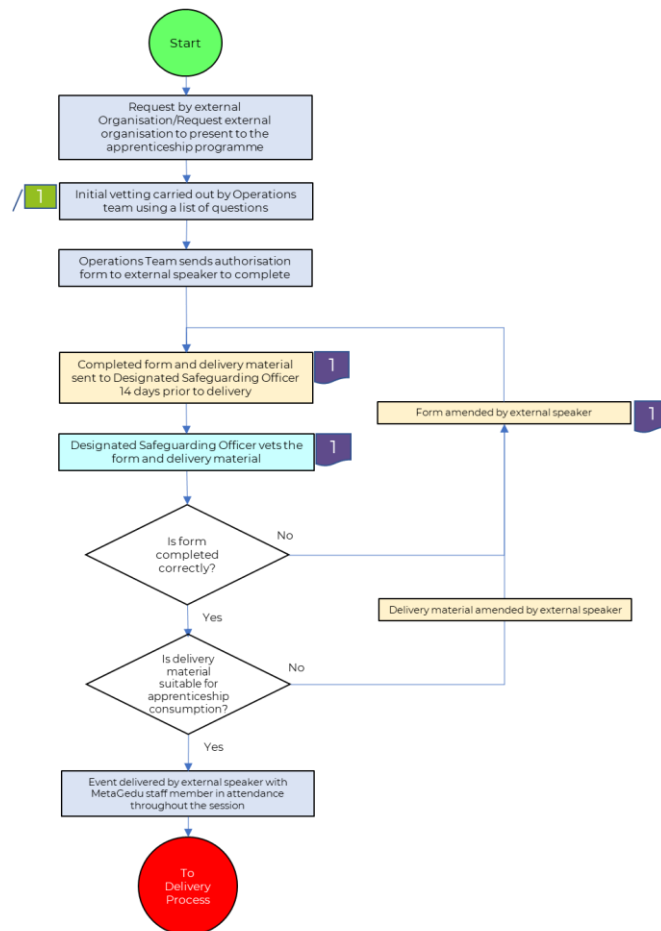 Start
Request by external
Organisation/Request external
organisation to present to the
apprenticeship programme
/ 1
Initial vetting carried out by Operations
team using a list of questions
Operations Team sends authorisation
form to external speaker to complete
Completed form and delivery material
sent to Designated Safeguarding Officer
14 days prior to delivery
1
Form amended by external speaker
1
Designated Safeguarding Officer vets the
form and delivery material
1
Is form
completed
correctly?
No
Yes
Delivery material amended by external speaker
Is delivery
material
suitable for
apprenticeship
consumption?
No
Yes
Event delivered by external speaker with
MetaGedu staff member in attendance
throughout the session
To
Delivery
Process